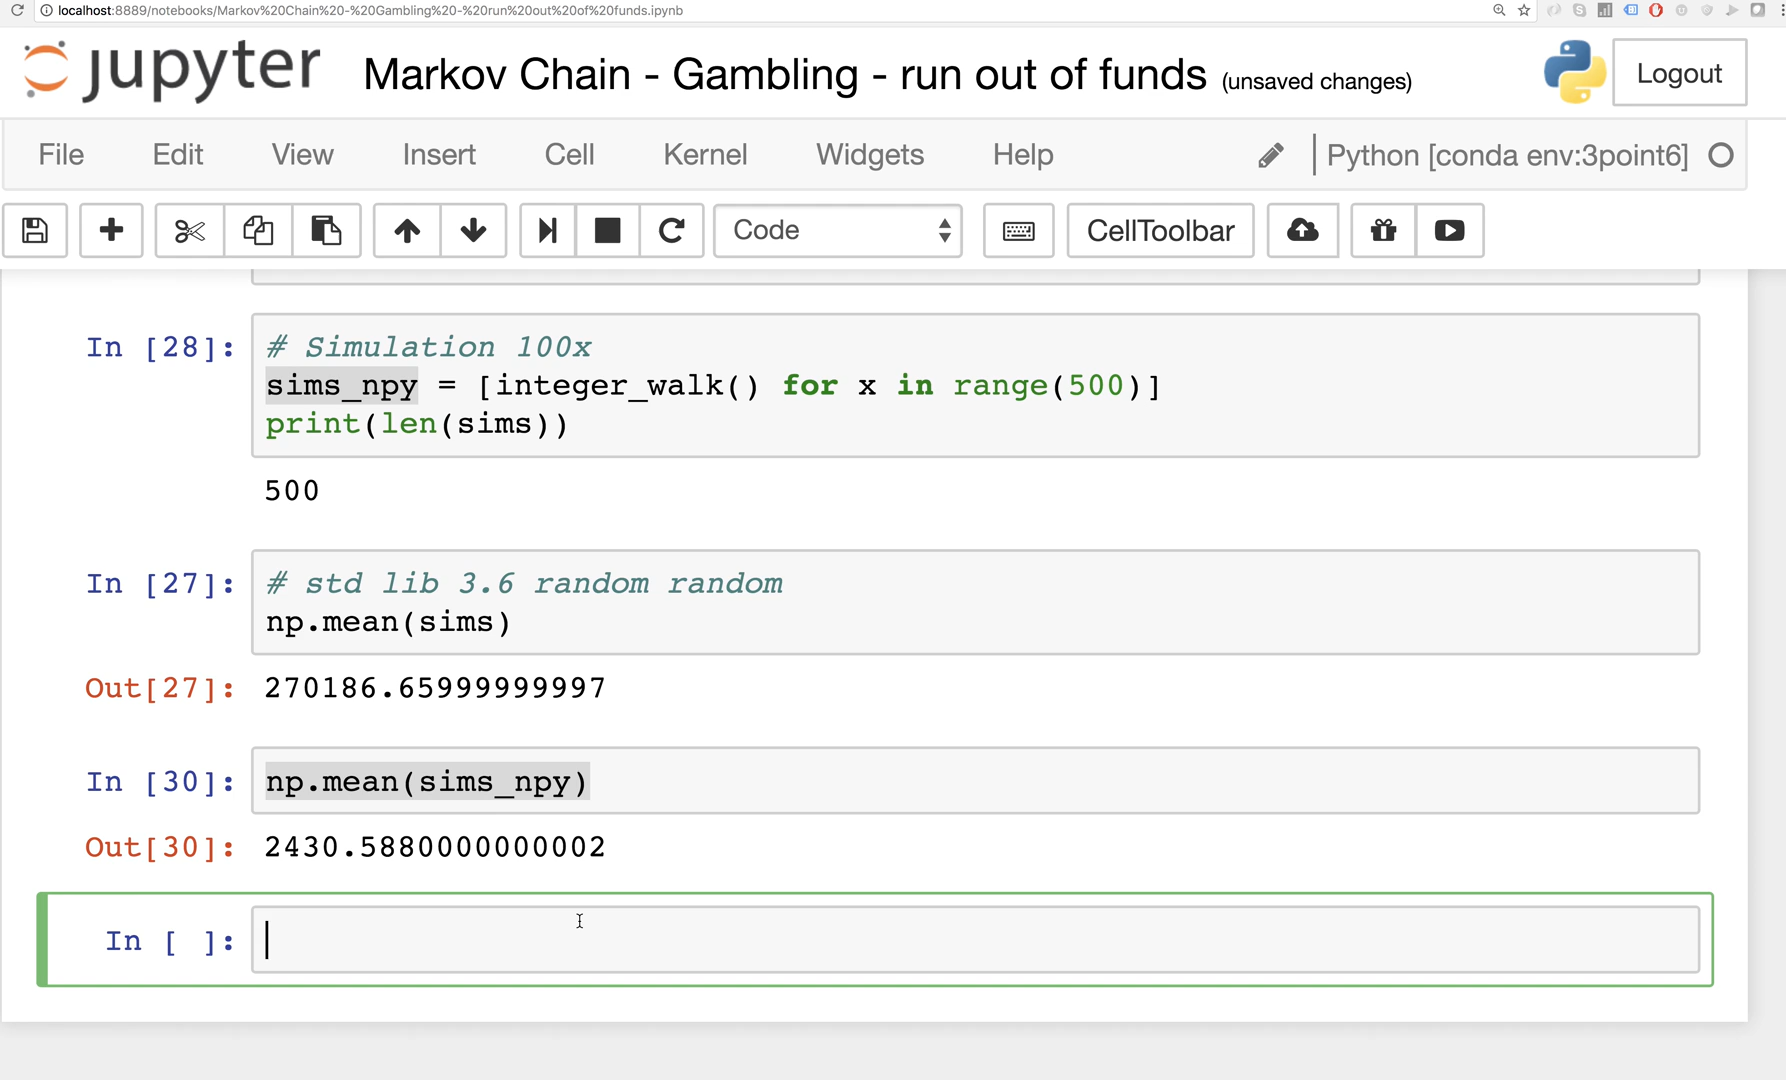 localhost:8889/notebooks/Markov%20Chain%20-%20Gambling%20-%20run%20out%20of%20funds.ipynb
jupyter Markov Chain - Gambling - run out of funds (unsaved changes) Logout
File Edit View Insert Cell Kernel Widgets Help Python [conda env:3point6]
Code CellToolbar
In [28]: # Simulation 100x
sims_npy = [integer_walk() for x in range(500)]
print(len(sims))
500
In [27]: # std lib 3.6 random random
np.mean(sims)
Out[27]: 270186.65999999997
In [30]: np.mean(sims_npy)
Out[30]: 2430.5880000000002
In [ ]: